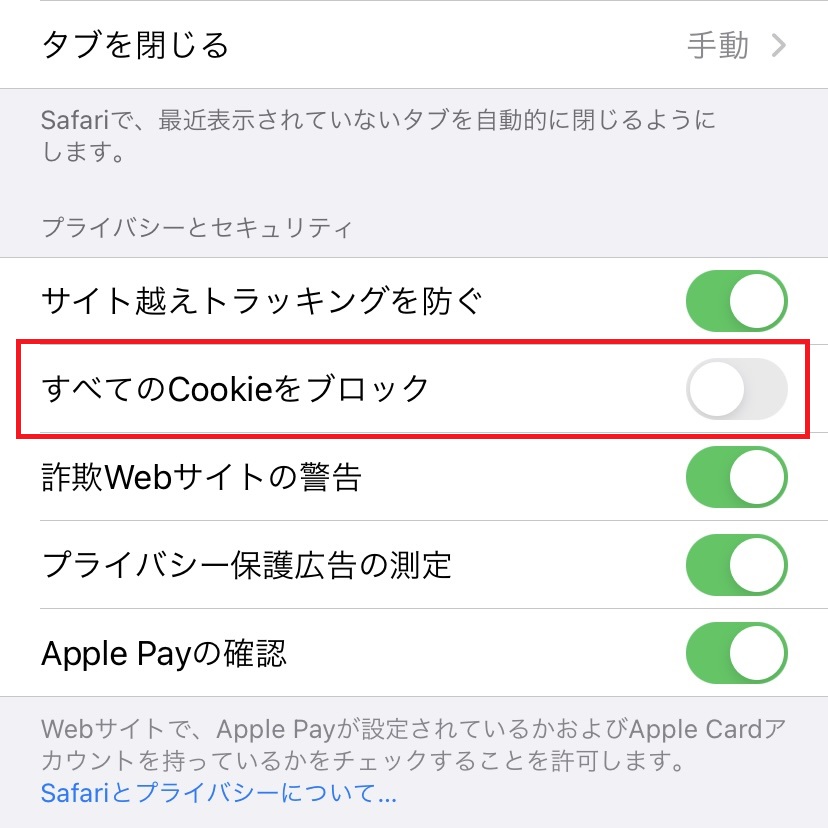 タブを閉じる 手動
Safariで、最近表示されていないタブを自動的に閉じるように
します。
プライバシーとセキュリティ
サイト越えトラッキングを防ぐ
すべてのCookieをブロック
詐欺Webサイトの警告
プライバシー保護広告の測定
Apple Payの確認
Webサイトで、Apple Payが設定されているかおよびApple Cardア
カウントを持っているかをチェックすることを許可します。
Safariとプライバシーについて...